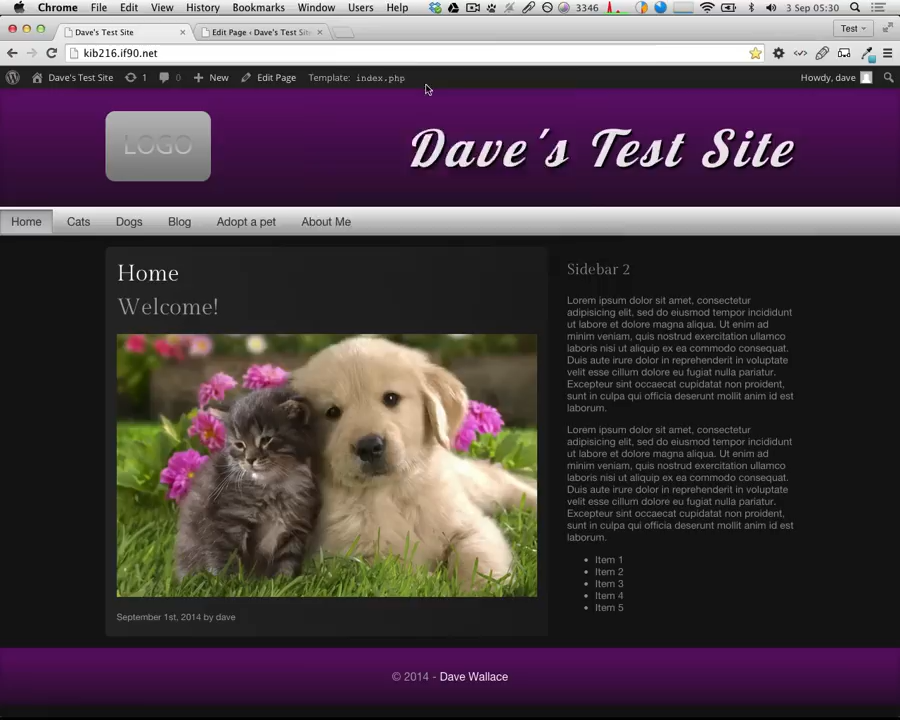 Chrome File Edit View History Bookmarks Window Users Help 3346 3 Sep 05:30
Dave's Test Site Edit Page ‹ Dave's Test Sit Test
kib216.if90.net
Dave's Test Site 1 0 New Edit Page Template: index.php Howdy, dave
LOGO
Dave's Test Site
Home Cats Dogs Blog Adopt a pet About Me
Home
Welcome!
September 1st, 2014 by dave
Sidebar 2
Lorem ipsum dolor sit amet, consectetur
adipisicing elit, sed do eiusmod tempor incididunt
ut labore et dolore magna aliqua. Ut enim ad
minim veniam, quis nostrud exercitation ullamco
laboris nisi ut aliquip ex ea commodo consequat.
Duis aute irure dolor in reprehenderit in voluptate
velit esse cillum dolore eu fugiat nulla pariatur.
Excepteur sint occaecat cupidatat non proident,
sunt in culpa qui officia deserunt mollit anim id est
laborum.
Lorem ipsum dolor sit amet, consectetur
adipisicing elit, sed do eiusmod tempor incididunt
ut labore et dolore magna aliqua. Ut enim ad
minim veniam, quis nostrud exercitation ullamco
laboris nisi ut aliquip ex ea commodo consequat.
Duis aute irure dolor in reprehenderit in voluptate
velit esse cillum dolore eu fugiat nulla pariatur.
Excepteur sint occaecat cupidatat non proident,
sunt in culpa qui officia deserunt mollit anim id est
laborum.
Item 1
Item 2
Item 3
Item 4
Item 5
© 2014 - Dave Wallace